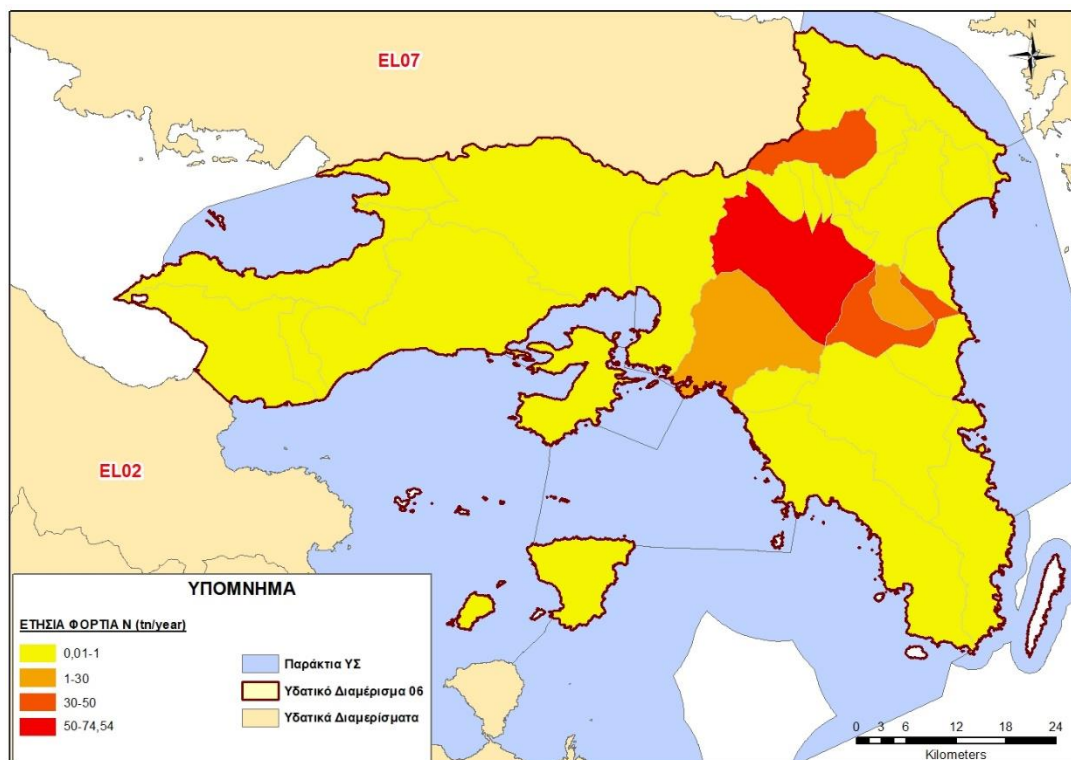 N
EL07
EL02
ΥΠΟΜΝΗΜΑ
ΕΤΗΣΙΑ ΦΟΡΤΙΑ Ν (tn/year)
0,01-1
1-30
30-50
50-74,54
Παράκτια ΥΣ
Υδατικό Διαμέρισμα 06
Υδατικά Διαμερίσματα
0 3 6 12 18 24
Kilometers